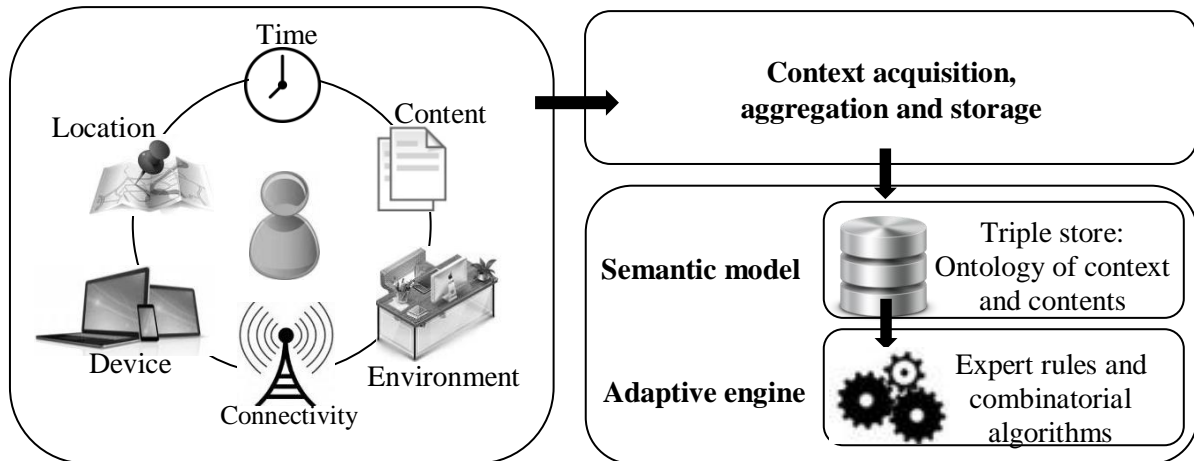 Time
Location
Content
Device
Connectivity
Environment
Context acquisition,
aggregation and storage
Semantic model
Triple store:
Ontology of context
and contents
Adaptive engine
Expert rules and
combinatorial
algorithms